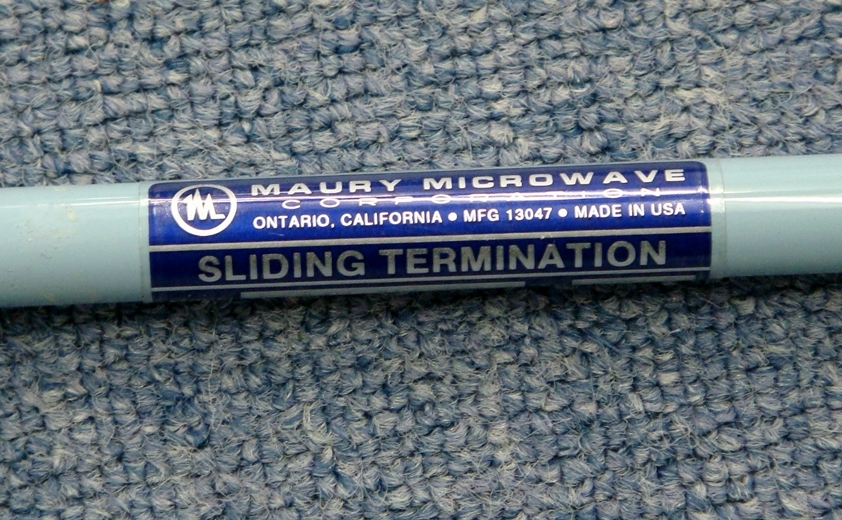 MAURY MICROWAVE
CORPORATION
ONTARIO, CALIFORNIA • MFG 13047 • MADE IN USA
SLIDING TERMINATION